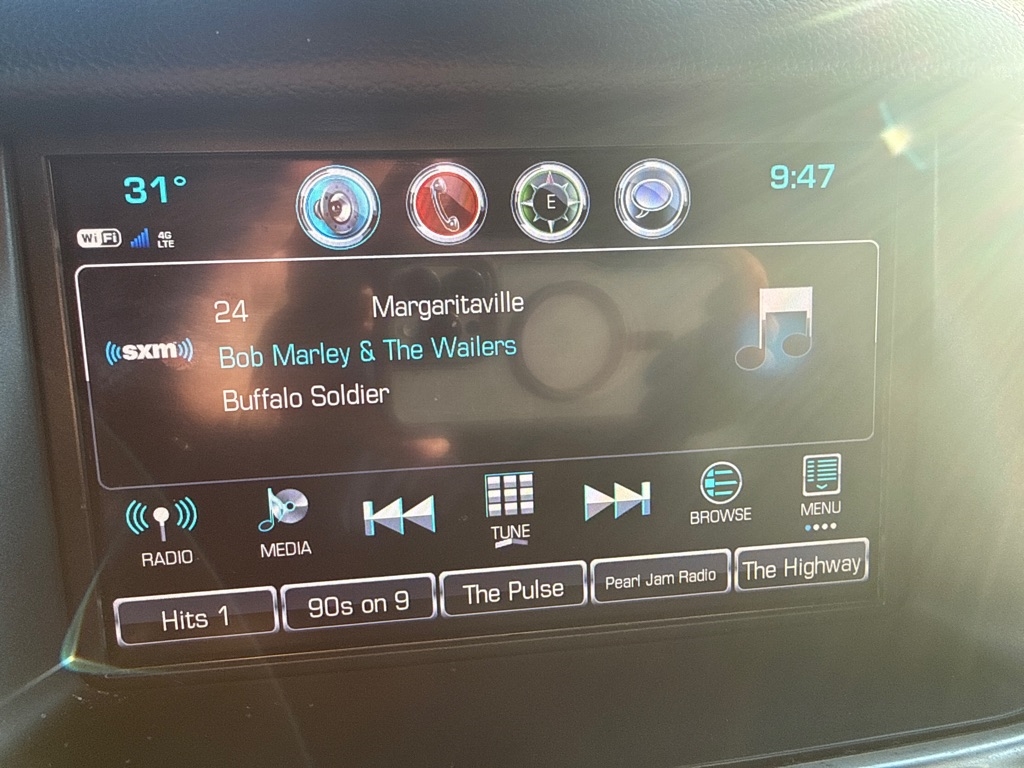 31°
9:47
E
WiFi
4G
LTE
24
Margaritaville
((sxm))
Bob Marley & The Wailers
Buffalo Soldier
RADIO
MEDIA
TUNE
BROWSE
MENU
Hits 1
90s on 9
The Pulse
Pearl Jam Radio
The Highway